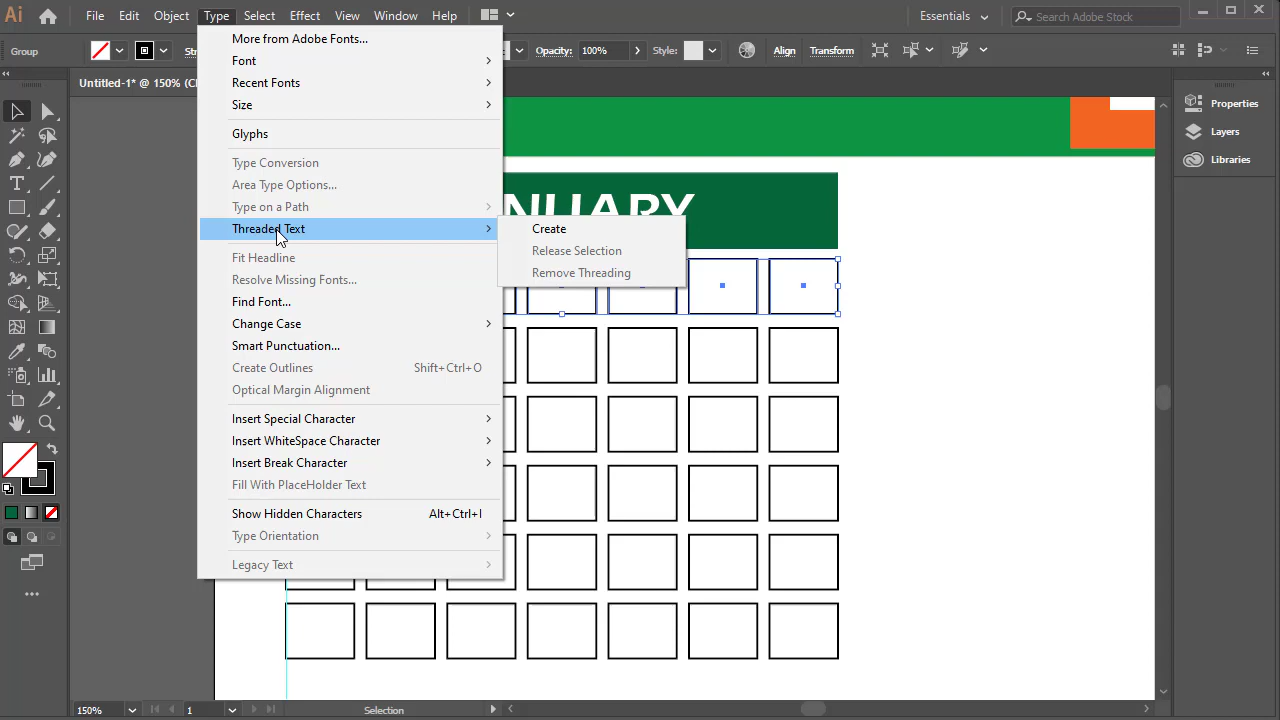 Ai
File Edit Object Type Select Effect View Window Help
Essentials
Search Adobe Stock
Group
Opacity: 100%
Style:
Align
Transform
Untitled-1* @ 150%
More from Adobe Fonts...
Font
Recent Fonts
Size
Glyphs
Type Conversion
Area Type Options...
Type on a Path
Threaded Text
Fit Headline
Resolve Missing Fonts...
Find Font...
Change Case
Smart Punctuation...
Create Outlines Shift+Ctrl+O
Optical Margin Alignment
Insert Special Character
Insert WhiteSpace Character
Insert Break Character
Fill With PlaceHolder Text
Show Hidden Characters Alt+Ctrl+I
Type Orientation
Legacy Text
Create
Release Selection
Remove Threading
NUARY
Properties
Layers
Libraries
150%
1
Selection